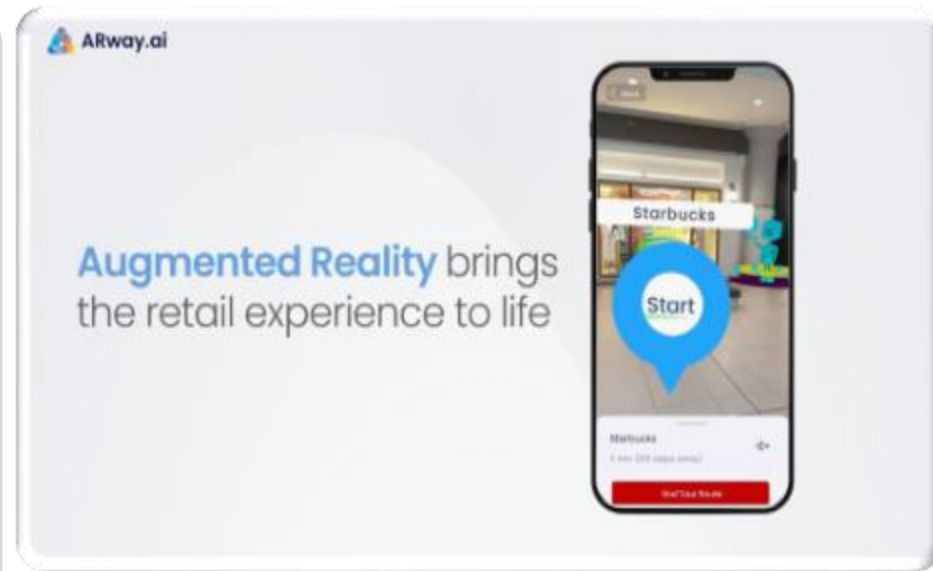 ARway.ai
Augmented Reality brings
the retail experience to life
Starbucks
Start
Starbucks